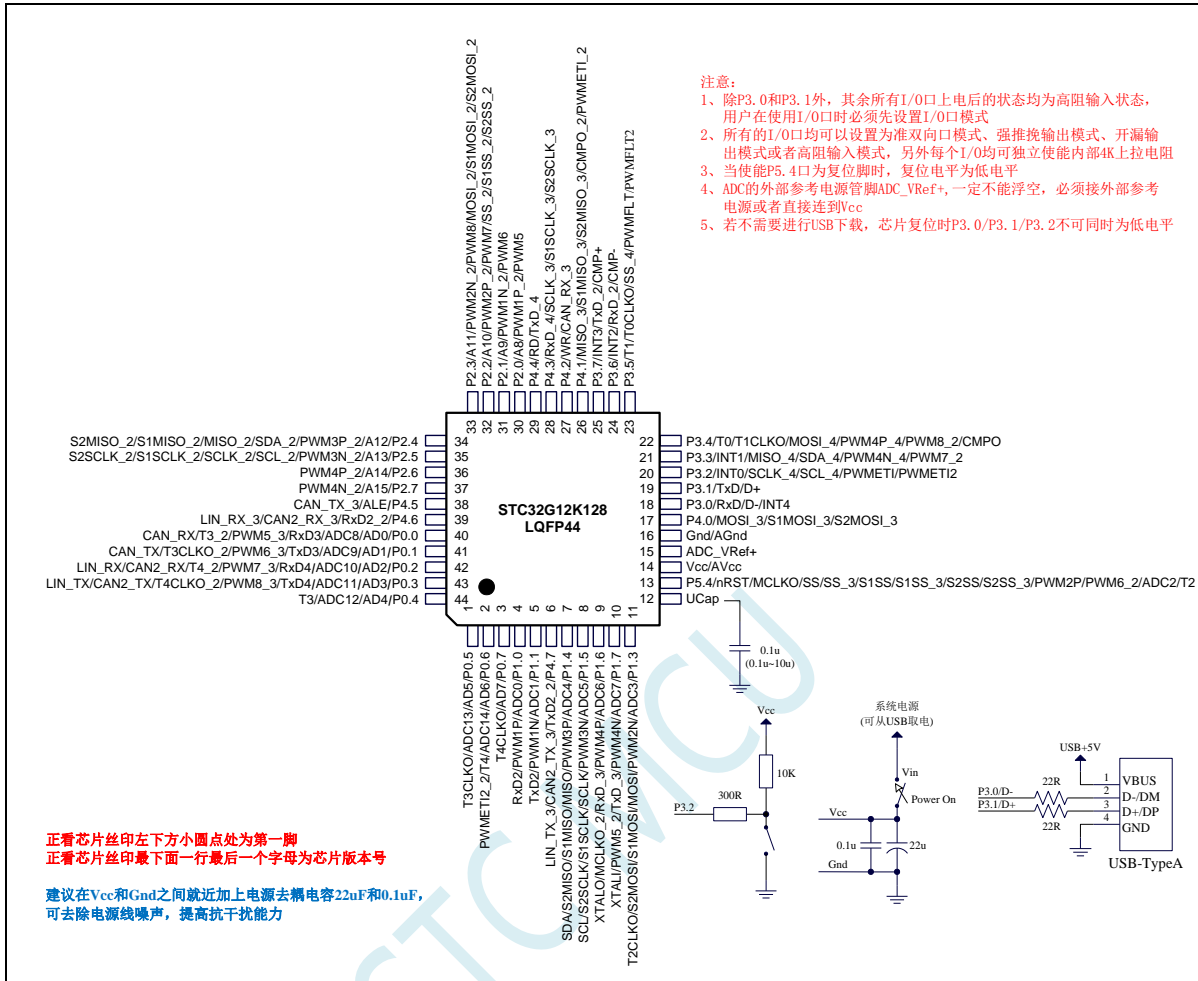 注意：
1、除P3.0和P3.1外，其余所有I/O口上电后的状态均为高阻输入状态，
用户在使用I/O口时必须先设置I/O口模式
2、所有的I/O口均可以设置为准双向口模式、强推挽输出模式、开漏输
出模式或者高阻输入模式，另外每个I/O均可独立使能内部4K上拉电阻
3、当使能P5.4口为复位脚时，复位电平为低电平
4、ADC的外部参考电源管脚ADC_VRef+,一定不能浮空，必须接外部参考
电源或者直接连到Vcc
5、若不需要进行USB下载，芯片复位时P3.0/P3.1/P3.2不可同时为低电平
P2.3/A11/PWM2N_2/PWM8/MOSI_2/S1MOSI_2/S2MOSI_2
P2.2/A10/PWM2P_2/PWM7/SS_2/S1SS_2/S2SS_2
P2.1/A9/PWM1N_2/PWM6
P2.0/A8/PWM1P_2/PWM5
P4.4/RD/TxD_4
P4.3/RxD_4/SCLK_3/S1SCLK_3/S2SCLK_3
P4.2/WR/CAN_RX_3
P4.1/MISO_3/S1MISO_3/S2MISO_3/CMPO_2/PWMETI_2
P3.7/INT3/TxD_2/CMP+
P3.6/INT2/RxD_2/CMP-
P3.5/T1/T0CLKO/SS_4/PWMFLT/PWMFLT2
33
32
31
30
29
28
27
26
25
24
23
S2MISO_2/S1MISO_2/MISO_2/SDA_2/PWM3P_2/A12/P2.4 34
S2SCLK_2/S1SCLK_2/SCLK_2/SCL_2/PWM3N_2/A13/P2.5 35
PWM4P_2/A14/P2.6 36
PWM4N_2/A15/P2.7 37
CAN_TX_3/ALE/P4.5 38
LIN_RX_3/CAN2_RX_3/RxD2_2/P4.6 39
CAN_RX/T3_2/PWM5_3/RxD3/ADC8/AD0/P0.0 40
CAN_TX/T3CLKO_2/PWM6_3/TxD3/ADC9/AD1/P0.1 41
LIN_RX/CAN2_RX/T4_2/PWM7_3/RxD4/ADC10/AD2/P0.2 42
LIN_TX/CAN2_TX/T4CLKO_2/PWM8_3/TxD4/ADC11/AD3/P0.3 43
T3/ADC12/AD4/P0.4 44
STC32G12K128
LQFP44
22 P3.4/T0/T1CLKO/MOSI_4/PWM4P_4/PWM8_2/CMPO
21 P3.3/INT1/MISO_4/SDA_4/PWM4N_4/PWM7_2
20 P3.2/INT0/SCLK_4/SCL_4/PWMETI/PWMETI2
19 P3.1/TxD/D+
18 P3.0/RxD/D-/INT4
17 P4.0/MOSI_3/S1MOSI_3/S2MOSI_3
16 Gnd/AGnd
15 ADC_VRef+
14 Vcc/AVcc
13 P5.4/nRST/MCLKO/SS/SS_3/S1SS/S1SS_3/S2SS/S2SS_3/PWM2P/PWM6_2/ADC2/T2
12 UCap
1
2
3
4
5
6
7
8
9
10
11
T3CLKO/ADC13/AD5/P0.5
PWMETI2_2/T4/ADC14/AD6/P0.6
T4CLKO/AD7/P0.7
RxD2/PWM1P/ADC0/P1.0
TxD2/PWM1N/ADC1/P1.1
LIN_TX_3/CAN2_TX_3/TxD2_2/P4.7
SDA/S2MISO/S1MISO/MISO/PWM3P/ADC4/P1.4
SCL/S2SCLK/S1SCLK/SCLK/PWM3N/ADC5/P1.5
XTALO/MCLKO_2/RxD_3/PWM4P/ADC6/P1.6
XTALI/PWM5_2/TxD_3/PWM4N/ADC7/P1.7
T2CLKO/S2MOSI/S1MOSI/MOSI/PWM2N/ADC3/P1.3
0.1u
(0.1u~10u)
Vcc
10K
300R
P3.2
系统电源
(可从USB取电)
Vin
Power On
Vcc
0.1u
22u
Gnd
USB+5V
P3.0/D-
P3.1/D+
22R
22R
1 VBUS
2 D-/DM
3 D+/DP
4 GND
USB-TypeA
正看芯片丝印左下方小圆点处为第一脚
正看芯片丝印最下面一行最后一个字母为芯片版本号
建议在Vcc和Gnd之间就近加上电源去耦电容22uF和0.1uF，
可去除电源线噪声，提高抗干扰能力
STC MCU